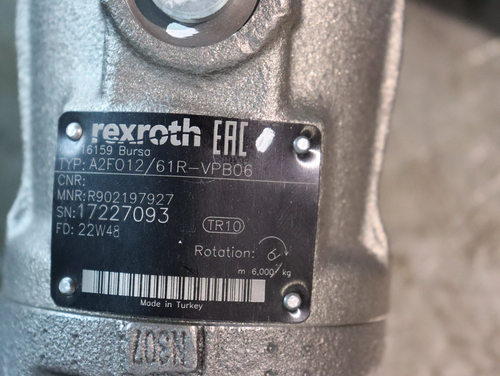 rexroth EAC
16159 Bursa
TYP: A2FO12/61R-VPB06
CNR:
MNR: R902197927
SN: 17227093
FD: 22W48
TR10
Rotation:
m 6,000 kg
Made in Turkey